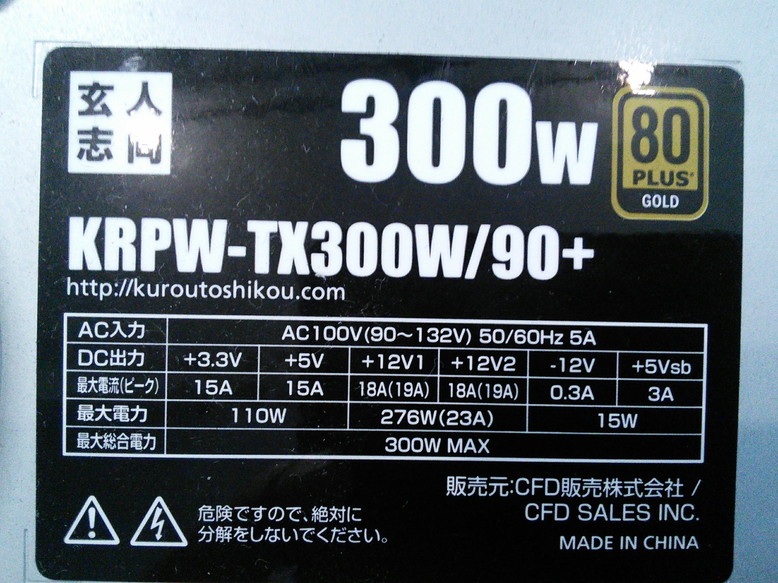 玄人
志向
300W
80
PLUS
GOLD
KRPW-TX300W/90+
http://kuroutoshikou.com
AC入力 AC100V(90～132V) 50/60Hz 5A
DC出力 +3.3V +5V +12V1 +12V2 -12V +5Vsb
最大電流(ピーク) 15A 15A 18A(19A) 18A(19A) 0.3A 3A
最大電力 110W 276W(23A) 15W
最大総合電力 300W MAX
販売元:CFD販売株式会社 /
CFD SALES INC.
危険ですので、絶対に
分解をしないでください。
MADE IN CHINA